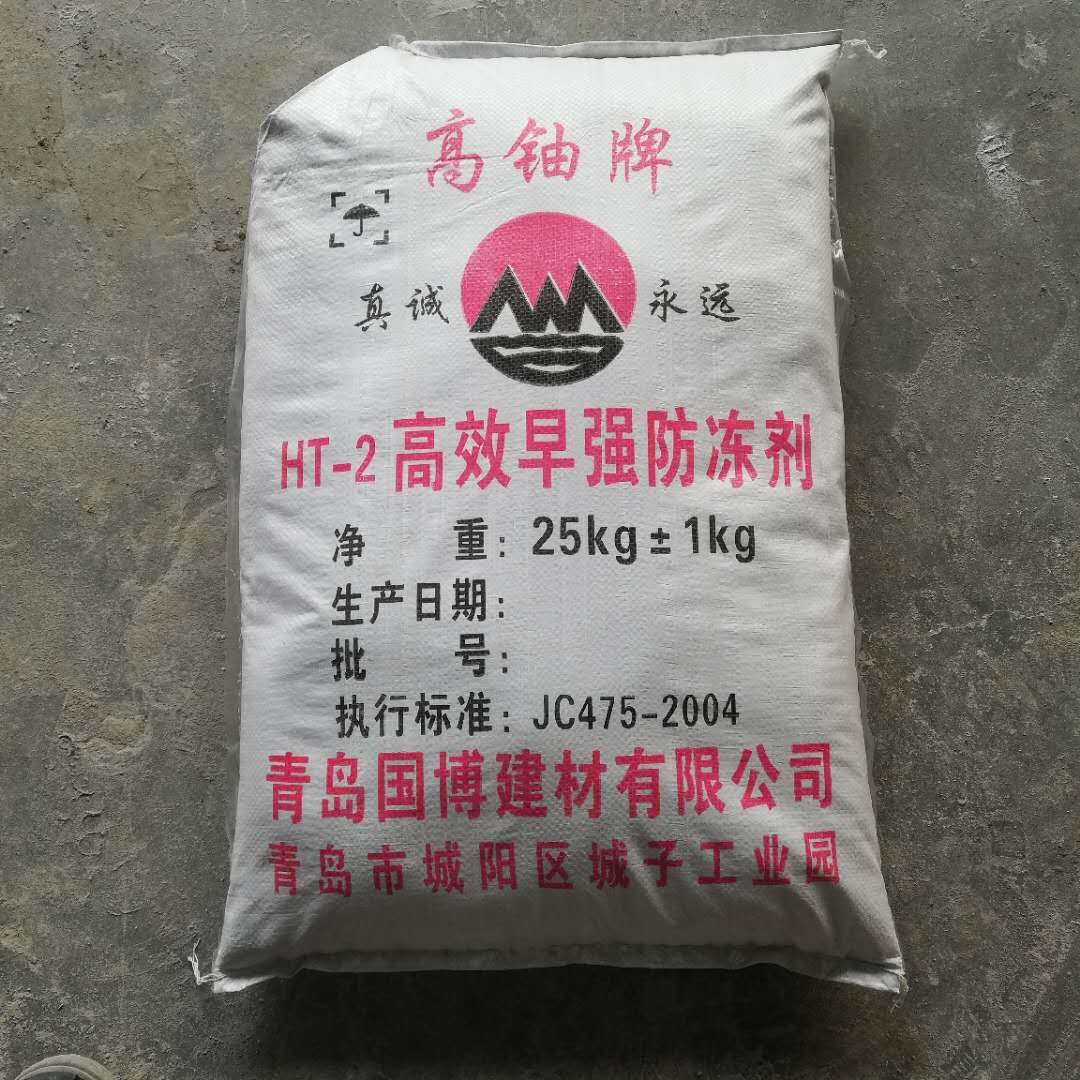 高铀牌
真诚 永远
HT-2高效早强防冻剂
净 重: 25kg±1kg
生产日期:
批 号:
执行标准: JC475-2004
青岛国博建材有限公司
青岛市城阳区城子工业园